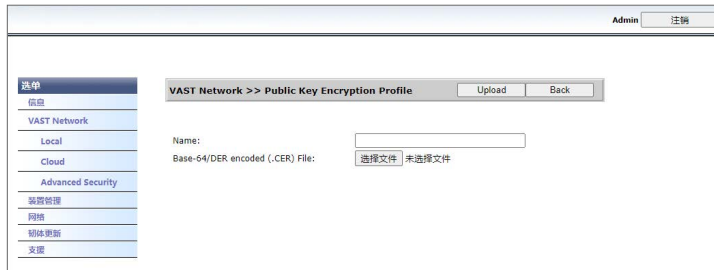 Admin 注销
选单
信息
VAST Network
Local
Cloud
Advanced Security
装置管理
网络
韧体更新
支援
VAST Network >> Public Key Encryption Profile Upload Back
Name:
Base-64/DER encoded (.CER) File: 选择文件 未选择文件